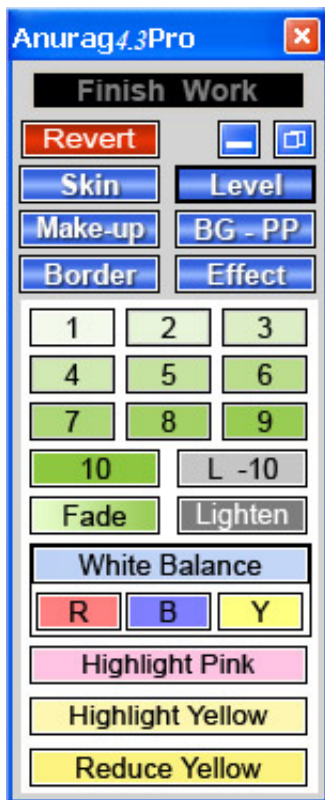 Anurag4.3Pro
Finish Work
Revert
Skin Level
Make-up BG - PP
Border Effect
1 2 3
4 5 6
7 8 9
10 L -10
Fade Lighten
White Balance
R B Y
Highlight Pink
Highlight Yellow
Reduce Yellow